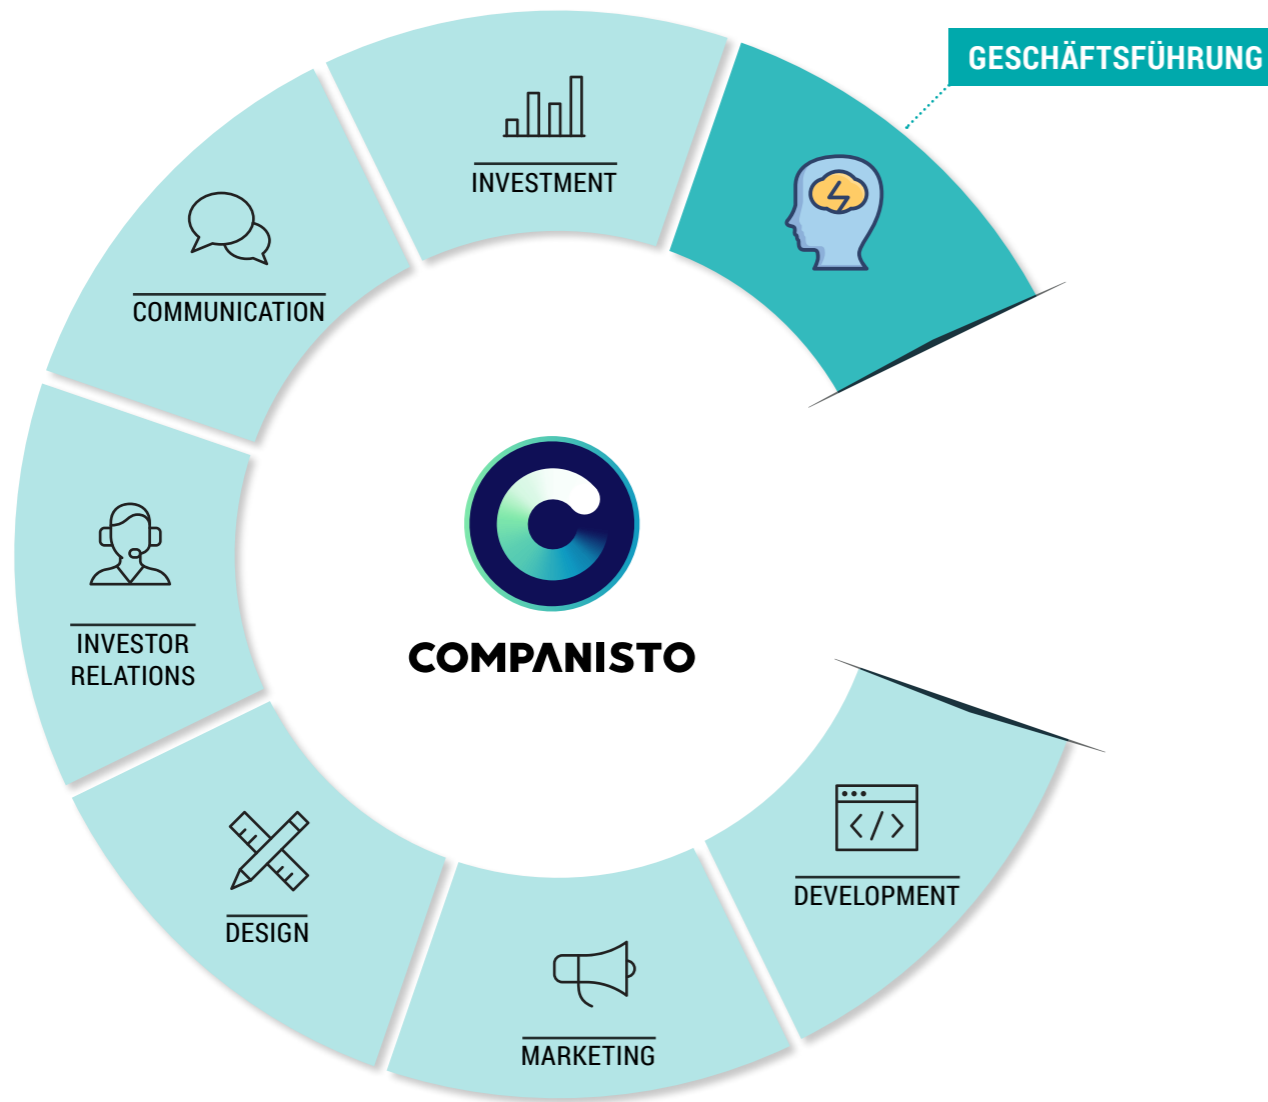 GESCHÄFTSFÜHRUNG
INVESTMENT
COMMUNICATION
INVESTOR
RELATIONS
COMPANISTO
DESIGN
DEVELOPMENT
MARKETING